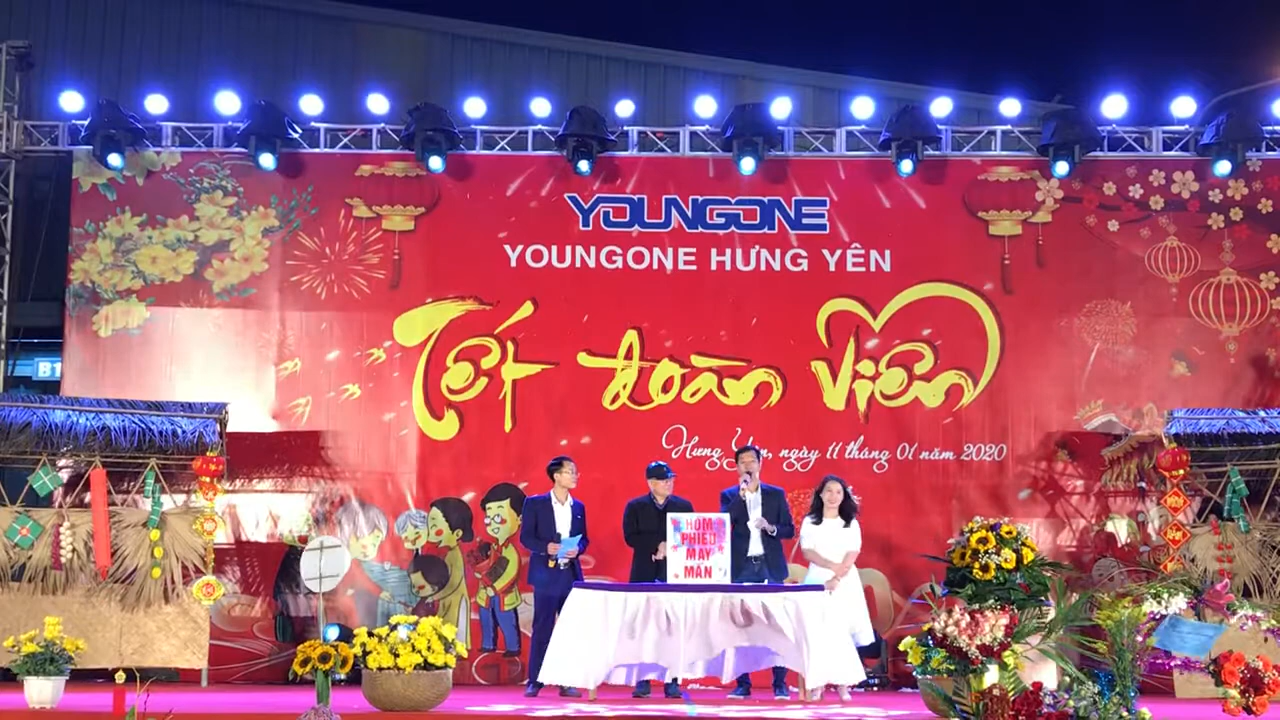 YOUNGONE
YOUNGONE HƯNG YÊN
Tết đoàn viên
Hưng Yên, ngày 11 tháng 01 năm 2020
B1
HÒM
PHIẾU
MAY
MẮN